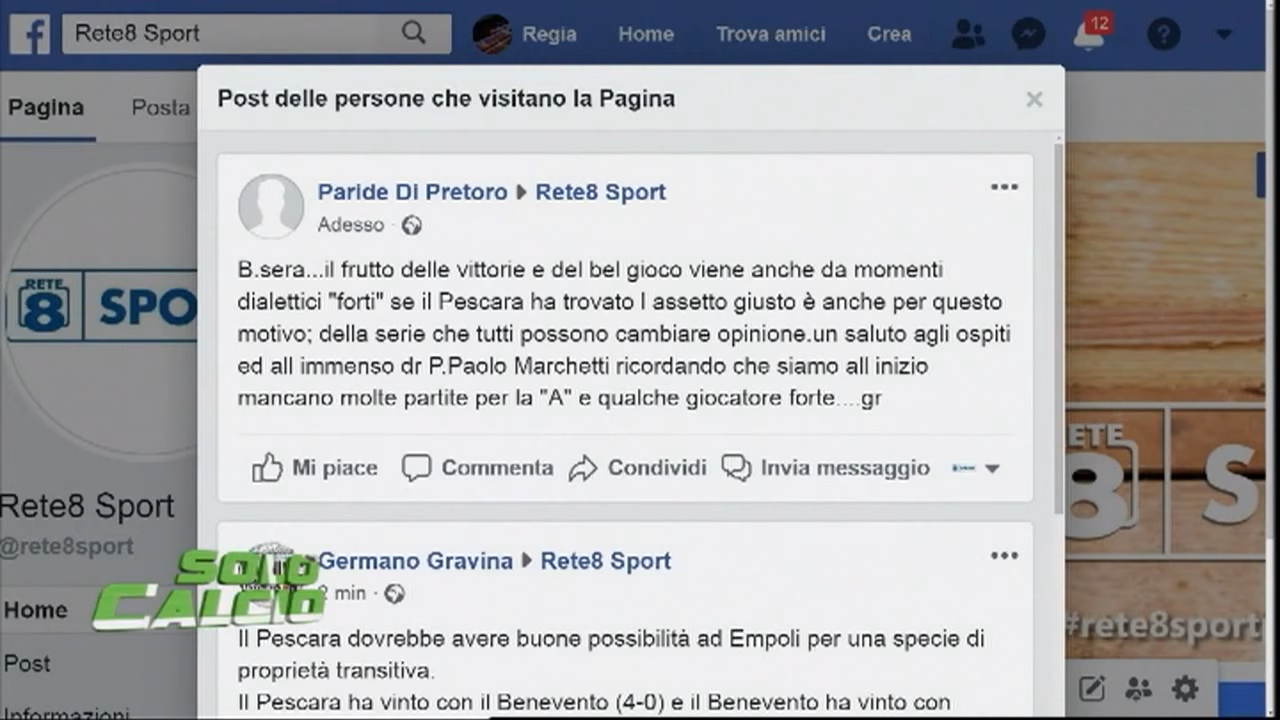 Rete8 Sport
Regia
Home
Trova amici
Crea
12
?
Pagina
Posta
Post delle persone che visitano la Pagina
Paride Di Pretoro Rete8 Sport
Adesso ·
B.sera...il frutto delle vittorie e del bel gioco viene anche da momenti
dialettici "forti" se il Pescara ha trovato l assetto giusto è anche per questo
motivo; della serie che tutti possono cambiare opinione.un saluto agli ospiti
ed all immenso dr P.Paolo Marchetti ricordando che siamo all inizio
mancano molte partite per la "A" e qualche giocatore forte....gr
Mi piace
Commenta
Condividi
Invia messaggio
RETE
8
SPO
ETE
8
S
Rete8 Sport
@rete8sport
SOLO
CALCIO
Germano Gravina Rete8 Sport
2 min ·
Il Pescara dovrebbe avere buone possibilità ad Empoli per una specie di
proprietà transitiva.
Il Pescara ha vinto con il Benevento (4-0) e il Benevento ha vinto con
Home
Post
Informazioni
#rete8sport